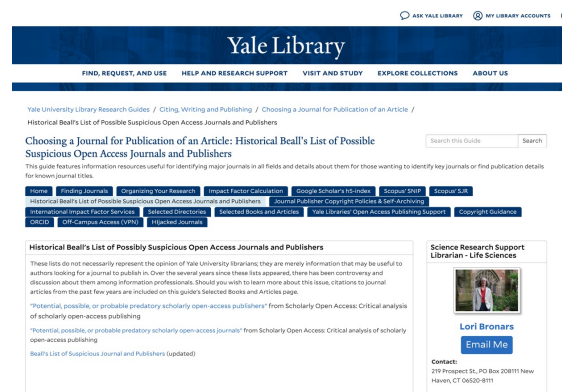 ASK YALE LIBRARY MY LIBRARY ACCOUNTS
Yale Library
FIND, REQUEST, AND USE HELP AND RESEARCH SUPPORT VISIT AND STUDY EXPLORE COLLECTIONS ABOUT US
Yale University Library Research Guides / Citing, Writing and Publishing / Choosing a Journal for Publication of an Article /
Historical Beall's List of Possible Suspicious Open Access Journals and Publishers
Choosing a Journal for Publication of an Article: Historical Beall's List of Possible
Suspicious Open Access Journals and Publishers
Search this Guide Search
This guide features information resources useful for identifying major journals in all fields and details about them for those wanting to identify key journals or find publication details
for known journal titles.
Home Finding Journals Organizing Your Research Impact Factor Calculation Google Scholar's h5-index Scopus' SNIP Scopus' SJR
Historical Beall's List of Possible Suspicious Open Access Journals and Publishers Journal Publisher Copyright Policies & Self-Archiving
International Impact Factor Services Selected Directories Selected Books and Articles Yale Libraries' Open Access Publishing Support Copyright Guidance
ORCID Off-Campus Access (VPN) Hijacked Journals
Historical Beall's List of Possibly Suspicious Open Access Journals and Publishers
These lists do not necessarily represent the opinion of Yale University librarians; they are merely information that may be useful to
authors looking for a journal to publish in. Over the several years since these lists appeared, there has been controversy and
discussion about them among information professionals. Should you wish to learn more about this issue, citations to journal
articles from the past few years are included on this guide's Selected Books and Articles page.
"Potential, possible, or probable predatory scholarly open-access publishers" from Scholarly Open Access: Critical analysis
of scholarly open-access publishing
"Potential, possible, or probable predatory scholarly open-access journals" from Scholarly Open Access: Critical analysis of scholarly
open-access publishing
Beall's List of Suspicious Journal and Publishers (updated)
Science Research Support
Librarian - Life Sciences
Lori Bronars
Email Me
Contact:
219 Prospect St., PO Box 208111 New
Haven, CT 06520-8111